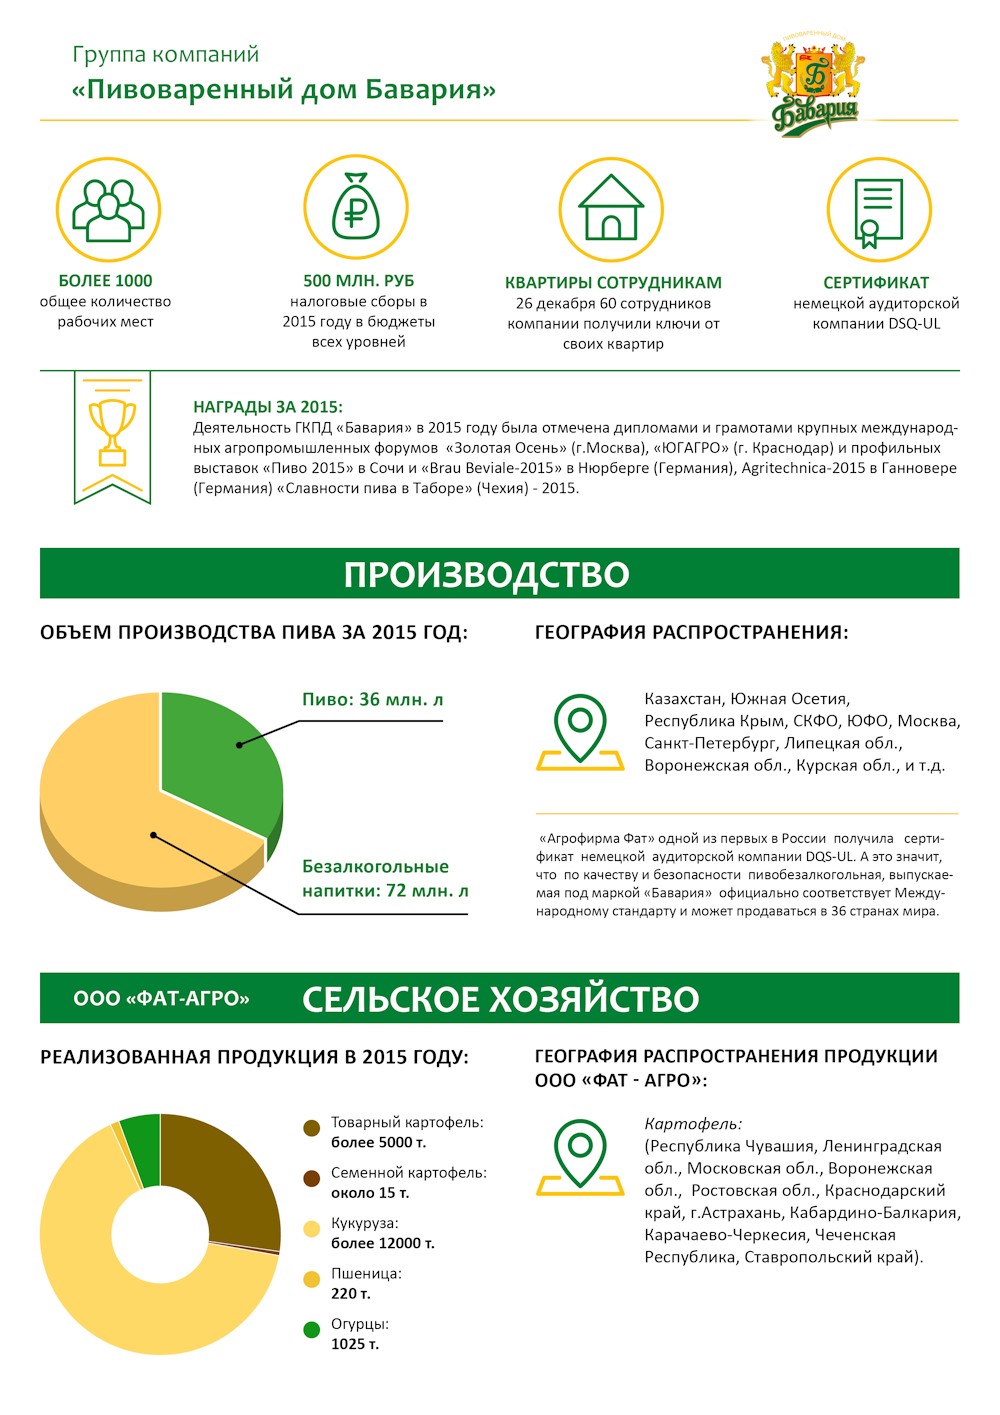 Группа компаний
«Пивоваренный дом Бавария»
ПИВОВАРЕННЫЙ ДОМ
Б
Бавария
БОЛЕЕ 1000
общее количество
рабочих мест
500 МЛН. РУБ
налоговые сборы в
2015 году в бюджеты
всех уровней
КВАРТИРЫ СОТРУДНИКАМ
26 декабря 60 сотрудников
компании получили ключи от
своих квартир
СЕРТИФИКАТ
немецкой аудиторской
компании DSQ-UL
НАГРАДЫ ЗА 2015:
Деятельность ГКПД «Бавария» в 2015 году была отмечена дипломами и грамотами крупных международ-
ных агропромышленных форумов «Золотая Осень» (г.Москва), «ЮГАГРО» (г. Краснодар) и профильных
выставок «Пиво 2015» в Сочи и «Brau Beviale-2015» в Нюрберге (Германия), Agritechnica-2015 в Ганновере
(Германия) «Славности пива в Таборе» (Чехия) - 2015.
ПРОИЗВОДСТВО
ОБЪЕМ ПРОИЗВОДСТВА ПИВА ЗА 2015 ГОД:
Пиво: 36 млн. л
Безалкогольные
напитки: 72 млн. л
ГЕОГРАФИЯ РАСПРОСТРАНЕНИЯ:
Казахстан, Южная Осетия,
Республика Крым, СКФО, ЮФО, Москва,
Санкт-Петербург, Липецкая обл.,
Воронежская обл., Курская обл., и т.д.
«Агрофирма Фат» одной из первых в России получила серти-
фикат немецкой аудиторской компании DQS-UL. А это значит,
что по качеству и безопасности пивобезалкогольная, выпускае-
мая под маркой «Бавария» официально соответствует Между-
народному стандарту и может продаваться в 36 странах мира.
ООО «ФАТ-АГРО» СЕЛЬСКОЕ ХОЗЯЙСТВО
РЕАЛИЗОВАННАЯ ПРОДУКЦИЯ В 2015 ГОДУ:
Товарный картофель:
более 5000 т.
Семенной картофель:
около 15 т.
Кукуруза:
более 12000 т.
Пшеница:
220 т.
Огурцы:
1025 т.
ГЕОГРАФИЯ РАСПРОСТРАНЕНИЯ ПРОДУКЦИИ
ООО «ФАТ - АГРО»:
Картофель:
(Республика Чувашия, Ленинградская
обл., Московская обл., Воронежская
обл., Ростовская обл., Краснодарский
край, г.Астрахань, Кабардино-Балкария,
Карачаево-Черкесия, Чеченская
Республика, Ставропольский край).